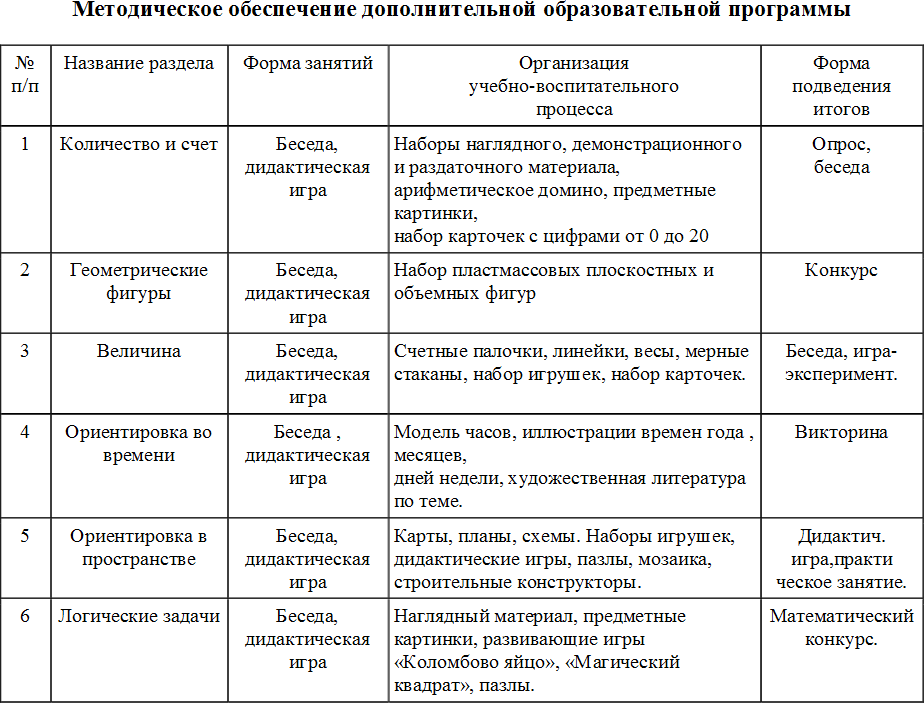 Методическое обеспечение дополнительной образовательной программы
№
п/п
Название раздела
Форма занятий
Организация
учебно-воспитательного
процесса
Форма
подведения
итогов
1
Количество и счет
Беседа,
дидактическая
игра
Наборы наглядного, демонстрационного
и раздаточного материала,
арифметическое домино, предметные
картинки,
набор карточек с цифрами от 0 до 20
Опрос,
беседа
2
Геометрические
фигуры
Беседа,
дидактическая
игра
Набор пластмассовых плоскостных и
объемных фигур
Конкурс
3
Величина
Беседа,
дидактическая
игра
Счетные палочки, линейки, весы, мерные
стаканы, набор игрушек, набор карточек.
Беседа, игра-
эксперимент.
4
Ориентировка во
времени
Беседа ,
дидактическая
игра
Модель часов, иллюстрации времен года ,
месяцев,
дней недели, художественная литература
по теме.
Викторина
5
Ориентировка в
пространстве
Беседа,
дидактическая
игра
Карты, планы, схемы. Наборы игрушек,
дидактические игры, пазлы, мозаика,
строительные конструкторы.
Дидактич.
игра,практи
ческое занятие.
6
Логические задачи
Беседа,
дидактическая
игра
Наглядный материал, предметные
картинки, развивающие игры
«Коломбово яйцо», «Магический
квадрат», пазлы.
Математический
конкурс.